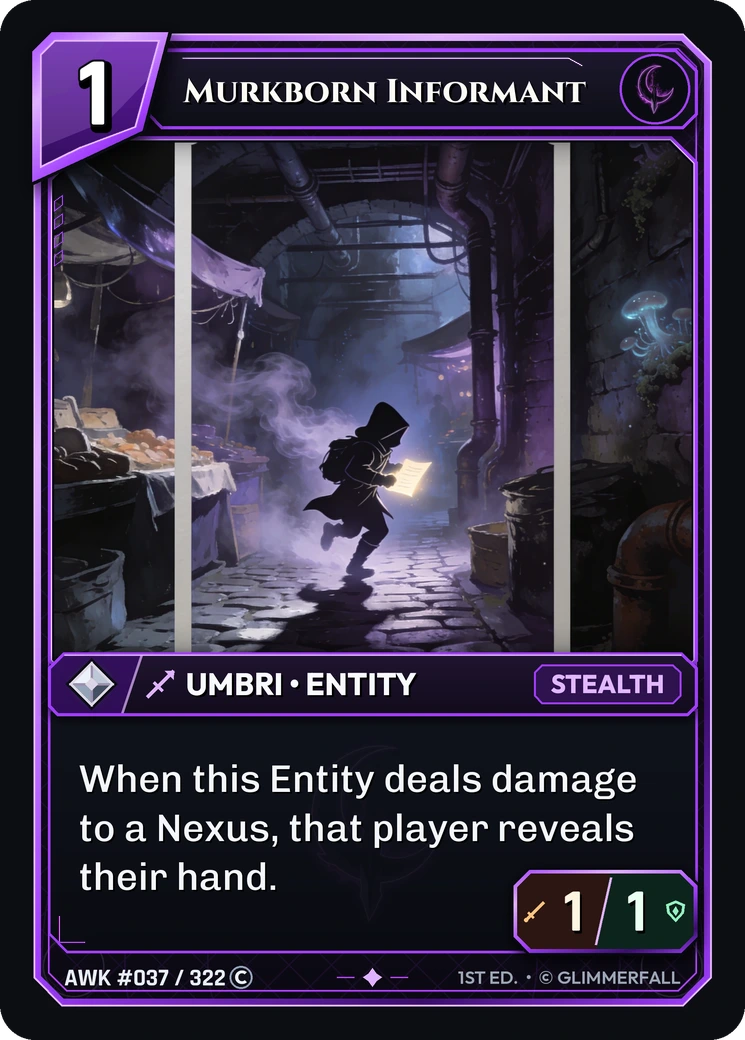 1
MURKBORN INFORMANT
UMBRI • ENTITY
STEALTH
When this Entity deals damage
to a Nexus, that player reveals
their hand.
1 / 1
AWK #037 / 322 Ⓒ
1ST ED. • © GLIMMERFALL